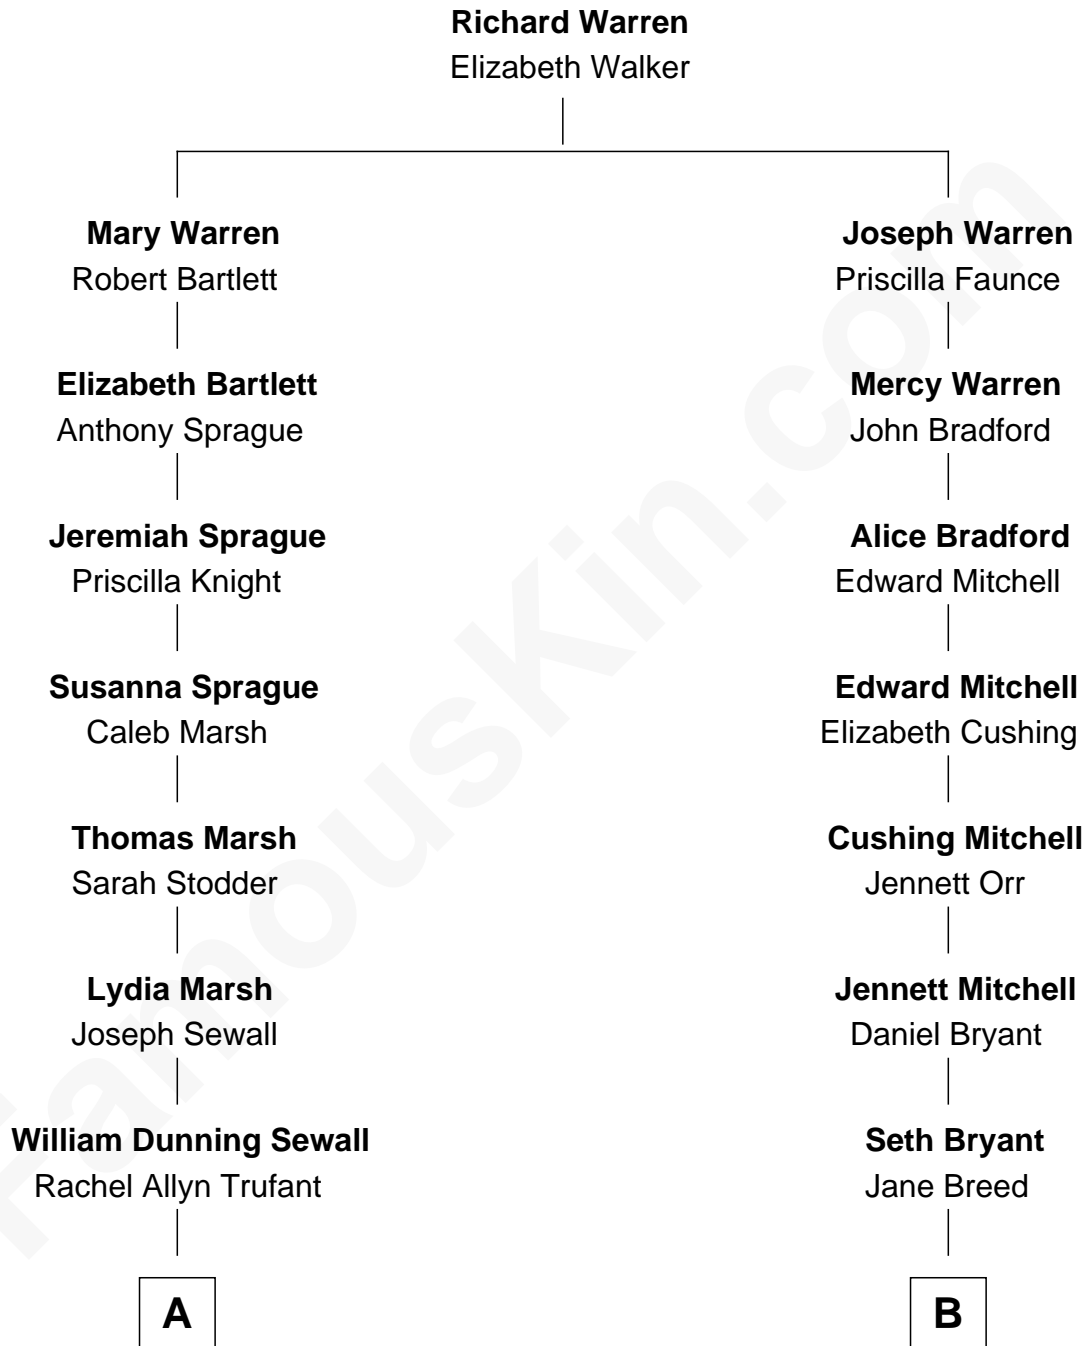 Richard Warren
Elizabeth Walker
Mary Warren
Robert Bartlett
Elizabeth Bartlett
Anthony Sprague
Jeremiah Sprague
Priscilla Knight
Susanna Sprague
Caleb Marsh
Thomas Marsh
Sarah Stodder
Lydia Marsh
Joseph Sewall
William Dunning Sewall
Rachel Allyn Trufant
A
Joseph Warren
Priscilla Faunce
Mercy Warren
John Bradford
Alice Bradford
Edward Mitchell
Edward Mitchell
Elizabeth Cushing
Cushing Mitchell
Jennett Orr
Jennett Mitchell
Daniel Bryant
Seth Bryant
Jane Breed
B
FamousKin.com